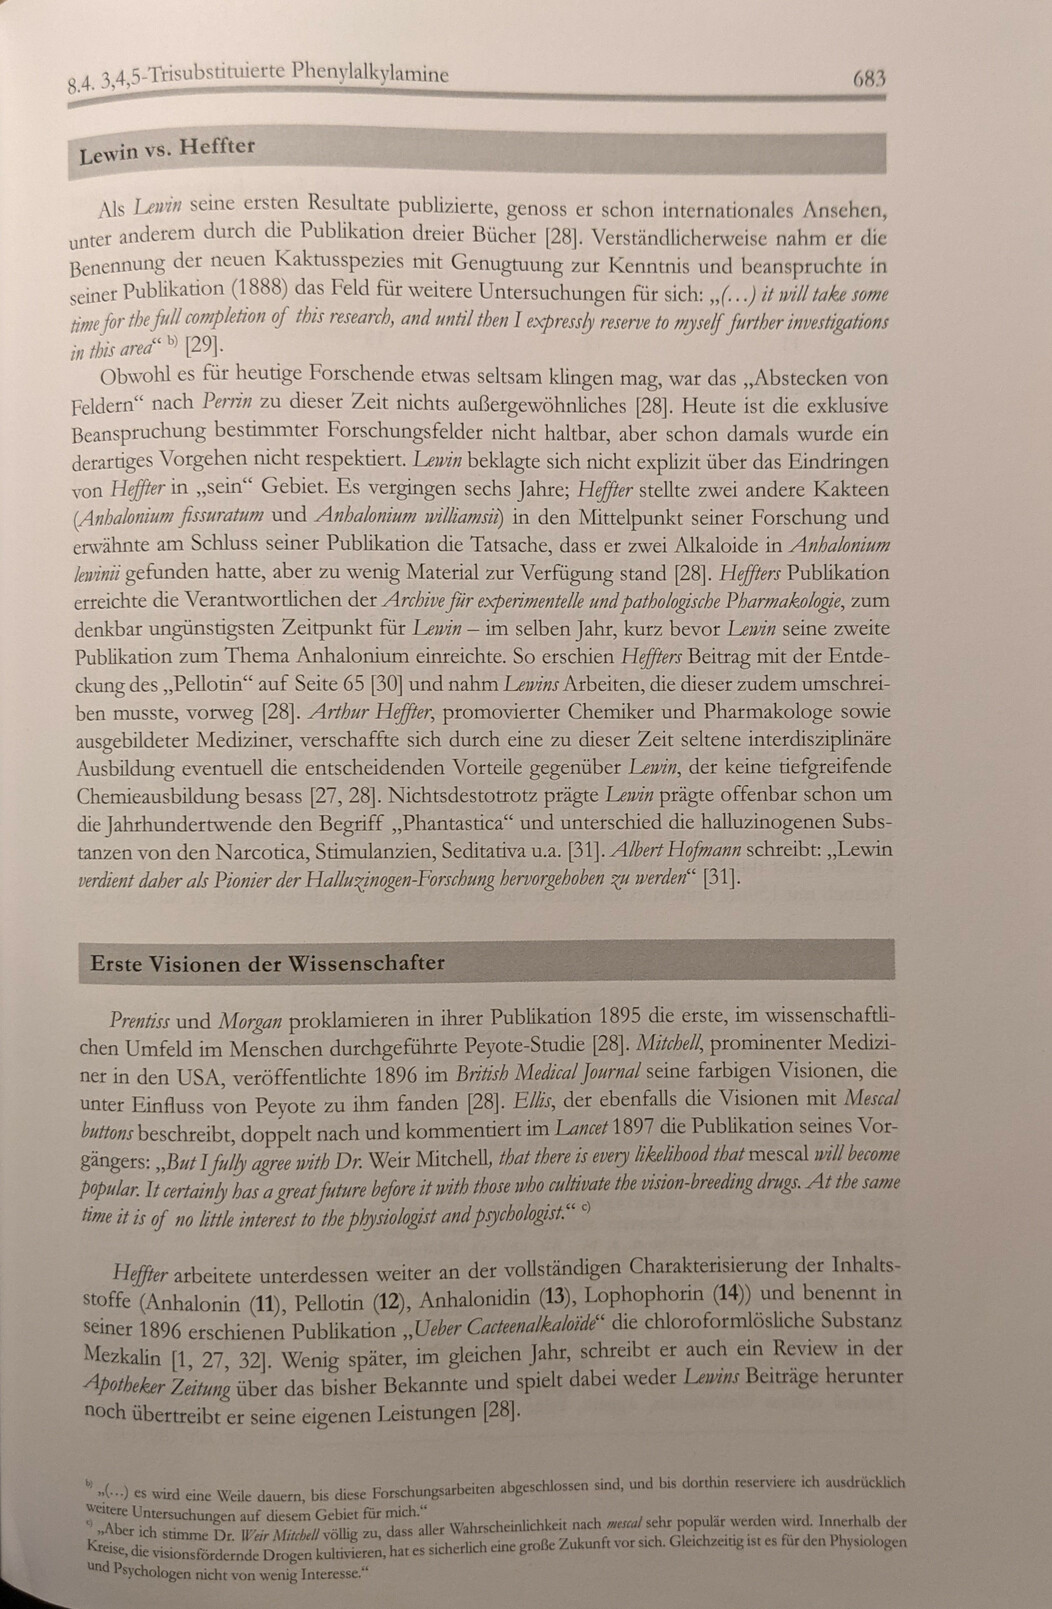 8.4. 3,4,5-Trisubstituierte Phenylalkylamine 683
Lewin vs. Heffter
Als Lewin seine ersten Resultate publizierte, genoss er schon internationales Ansehen,
unter anderem durch die Publikation dreier Bücher [28]. Verständlicherweise nahm er die
Benennung der neuen Kaktusspezies mit Genugtuung zur Kenntnis und beanspruchte in
seiner Publikation (1888) das Feld für weitere Untersuchungen für sich: „(…) it will take some
time for the full completion of this research, and until then I expressly reserve to myself further investigations
in this area“ b) [29].
Obwohl es für heutige Forschende etwas seltsam klingen mag, war das „Abstecken von
Feldern“ nach Perrin zu dieser Zeit nichts außergewöhnliches [28]. Heute ist die exklusive
Beanspruchung bestimmter Forschungsfelder nicht haltbar, aber schon damals wurde ein
derartiges Vorgehen nicht respektiert. Lewin beklagte sich nicht explizit über das Eindringen
von Heffter in „sein“ Gebiet. Es vergingen sechs Jahre; Heffter stellte zwei andere Kakteen
(Anhalonium fissuratum und Anhalonium williamsii) in den Mittelpunkt seiner Forschung und
erwähnte am Schluss seiner Publikation die Tatsache, dass er zwei Alkaloide in Anhalonium
lewinii gefunden hatte, aber zu wenig Material zur Verfügung stand [28]. Heffters Publikation
erreichte die Verantwortlichen der Archive für experimentelle und pathologische Pharmakologie, zum
denkbar ungünstigsten Zeitpunkt für Lewin – im selben Jahr, kurz bevor Lewin seine zweite
Publikation zum Thema Anhalonium einreichte. So erschien Heffters Beitrag mit der Entde-
ckung des „Pellotin“ auf Seite 65 [30] und nahm Lewins Arbeiten, die dieser zudem umschrei-
ben musste, vorweg [28]. Arthur Heffter, promovierter Chemiker und Pharmakologe sowie
ausgebildeter Mediziner, verschaffte sich durch eine zu dieser Zeit seltene interdisziplinäre
Ausbildung eventuell die entscheidenden Vorteile gegenüber Lewin, der keine tiefgreifende
Chemieausbildung besass [27, 28]. Nichtsdestotrotz prägte Lewin prägte offenbar schon um
die Jahrhundertwende den Begriff „Phantastica“ und unterschied die halluzinogenen Subs-
tanzen von den Narcotica, Stimulanzien, Seditativa u.a. [31]. Albert Hofmann schreibt: „Lewin
verdient daher als Pionier der Halluzinogen-Forschung hervorgehoben zu werden“ [31].
Erste Visionen der Wissenschafter
Prentiss und Morgan proklamieren in ihrer Publikation 1895 die erste, im wissenschaftli-
chen Umfeld im Menschen durchgeführte Peyote-Studie [28]. Mitchell, prominenter Medizi-
ner in den USA, veröffentlichte 1896 im British Medical Journal seine farbigen Visionen, die
unter Einfluss von Peyote zu ihm fanden [28]. Ellis, der ebenfalls die Visionen mit Mescal
buttons beschreibt, doppelt nach und kommentiert im Lancet 1897 die Publikation seines Vor-
gängers: „But I fully agree with Dr. Weir Mitchell, that there is every likelihood that mescal will become
popular. It certainly has a great future before it with those who cultivate the vision-breeding drugs. At the same
time it is of no little interest to the physiologist and psychologist.“ c)
Heffter arbeitete unterdessen weiter an der vollständigen Charakterisierung der Inhalts-
stoffe (Anhalonin (11), Pellotin (12), Anhalonidin (13), Lophophorin (14)) und benennt in
seiner 1896 erschienen Publikation „Ueber Cacteenalkaloïde“ die chloroformlösliche Substanz
Mezkalin [1, 27, 32]. Wenig später, im gleichen Jahr, schreibt er auch ein Review in der
Apotheker Zeitung über das bisher Bekannte und spielt dabei weder Lewins Beiträge herunter
noch übertreibt er seine eigenen Leistungen [28].
b) „(…) es wird eine Weile dauern, bis diese Forschungsarbeiten abgeschlossen sind, und bis dorthin reserviere ich ausdrücklich
weitere Untersuchungen auf diesem Gebiet für mich.“
c) „Aber ich stimme Dr. Weir Mitchell völlig zu, dass aller Wahrscheinlichkeit nach mescal sehr populär werden wird. Innerhalb der
Kreise, die visionsfördernde Drogen kultivieren, hat es sicherlich eine große Zukunft vor sich. Gleichzeitig ist es für den Physiologen
und Psychologen nicht von wenig Interesse.“